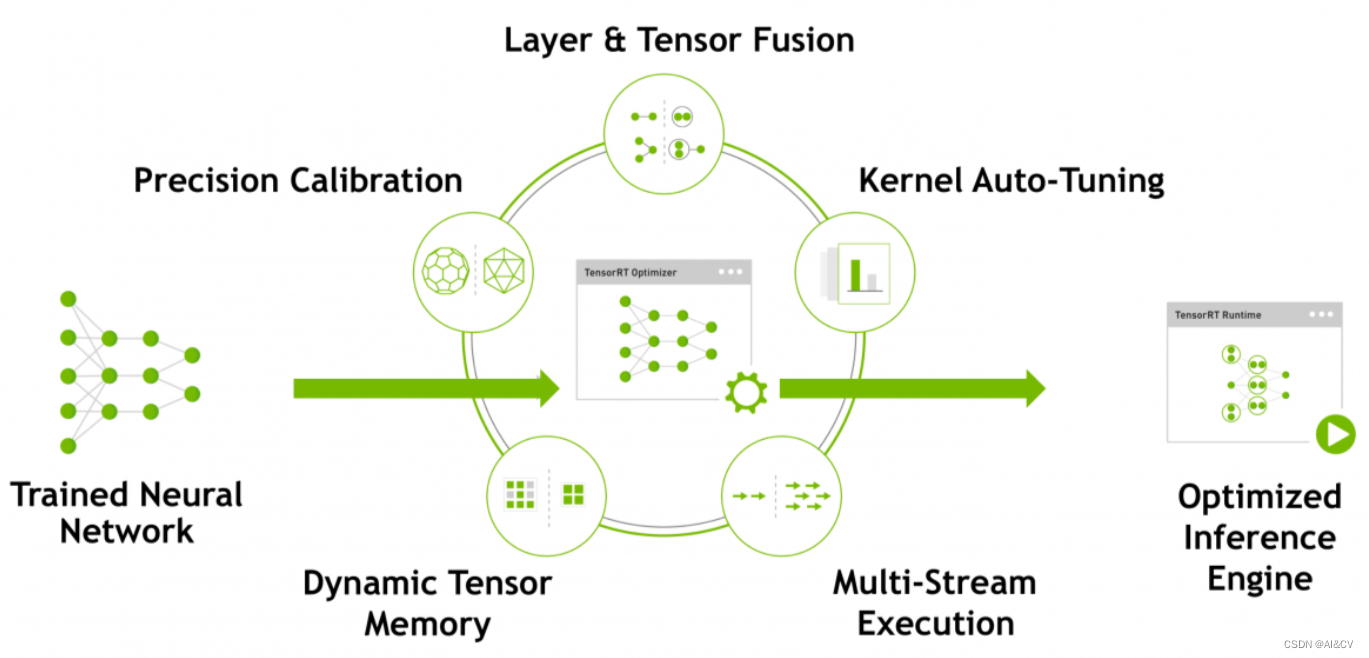 Layer & Tensor Fusion
Precision Calibration
Kernel Auto-Tuning
TensorRT Optimizer
TensorRT Runtime
Trained Neural
Network
Optimized
Inference
Engine
Dynamic Tensor
Memory
Multi-Stream
Execution
CSDN @AI&CV